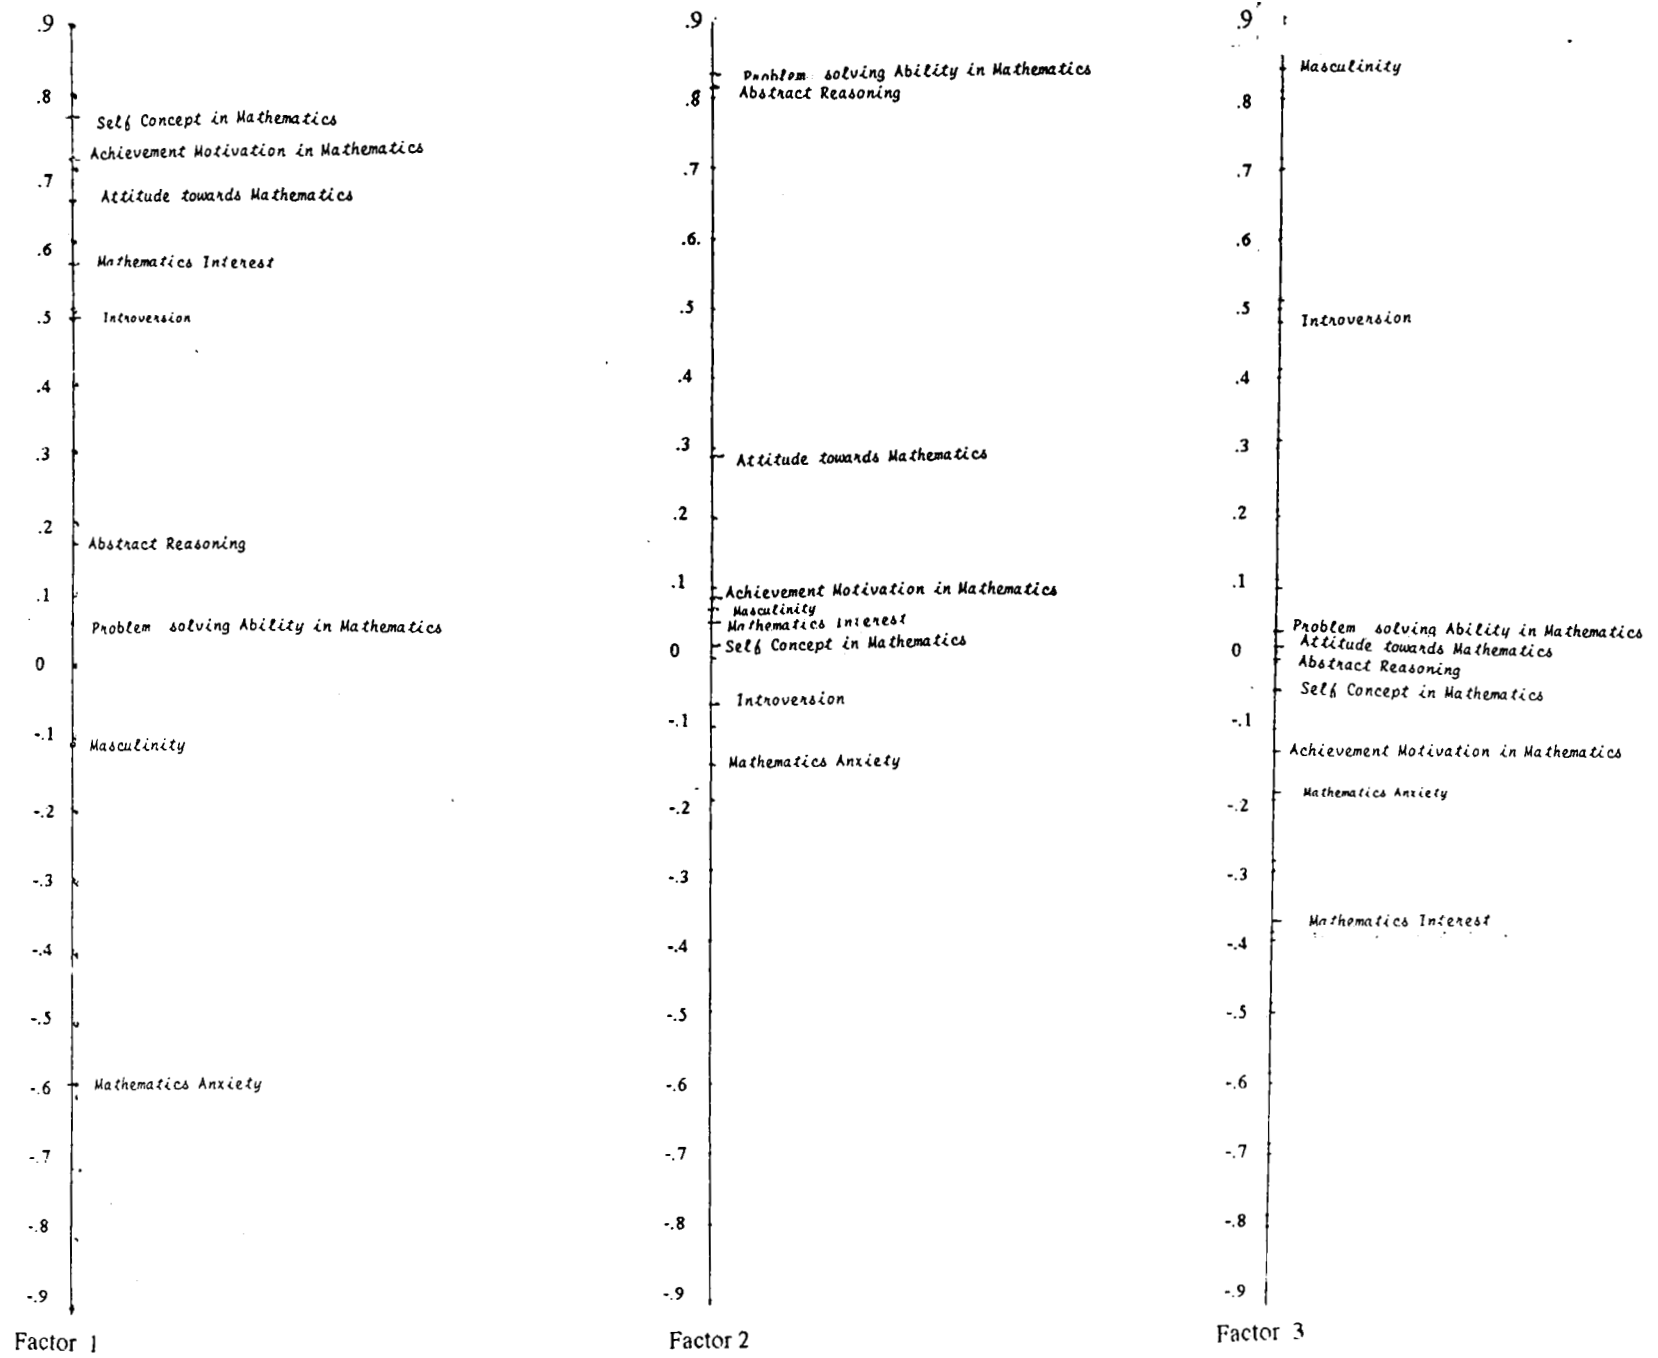 .9
.8
Self Concept in Mathematics
Achievement Motivation in Mathematics
.7
Attitude towards Mathematics
.6
Mathematics Interest
.5
Introversion
.4
.3
.2
Abstract Reasoning
.1
Problem solving Ability in Mathematics
0
-.1
Masculinity
-.2
-.3
-.4
-.5
-.6
Mathematics Anxiety
-.7
-.8
-.9
Factor 1
.9
Problem solving Ability in Mathematics
.8
Abstract Reasoning
.7
.6.
.5
.4
.3
Attitude towards Mathematics
.2
.1
Achievement Motivation in Mathematics
Masculinity
Mathematics Interest
Self Concept in Mathematics
0
Introversion
-.1
Mathematics Anxiety
-.2
-.3
-.4
-.5
-.6
-.7
-.8
-.9
Factor 2
.9
Masculinity
.8
.7
.6
.5
Introversion
.4
.3
.2
.1
Problem solving Ability in Mathematics
Attitude towards Mathematics
0
Abstract Reasoning
Self Concept in Mathematics
-.1
Achievement Motivation in Mathematics
Mathematics Anxiety
-.2
-.3
Mathematics Interest
-.4
-.5
-.6
-.7
-.8
-.9
Factor 3